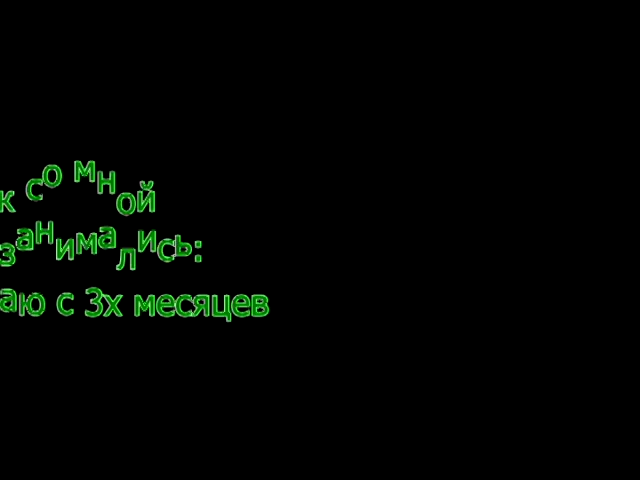 к со мной
занимались:
аю с 3х месяцев